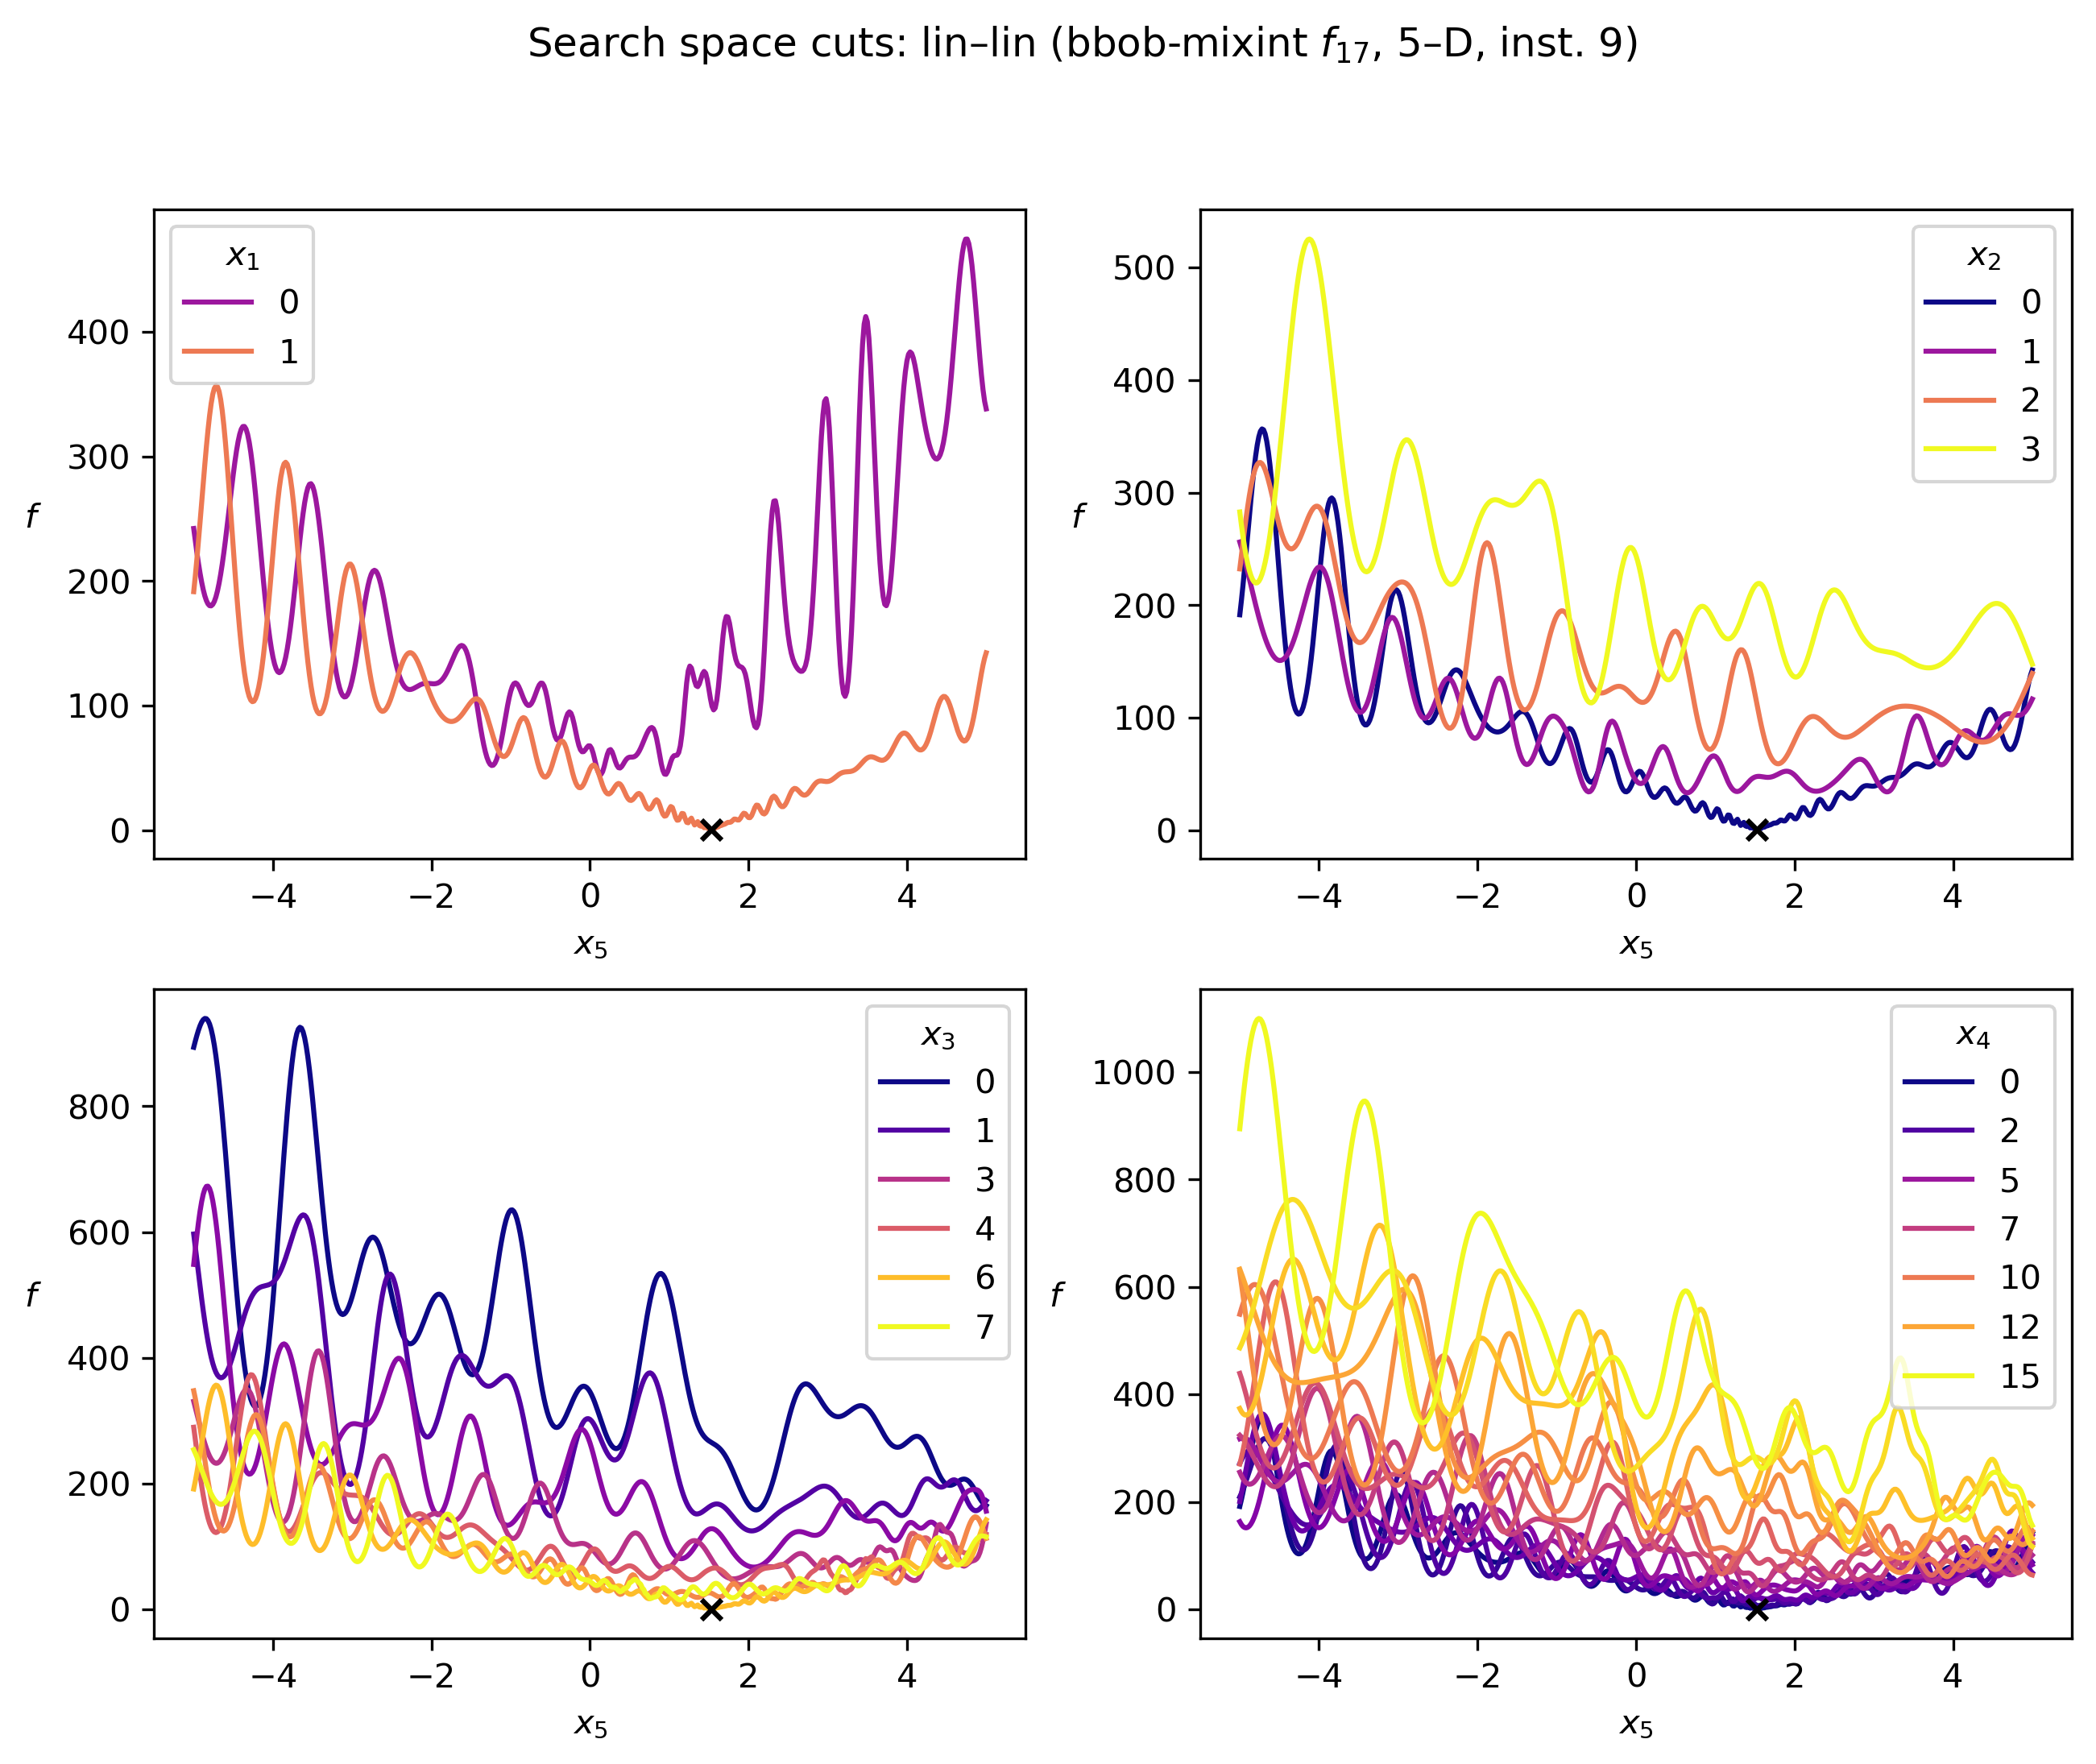 Search space cuts: lin–lin (bbob-mixint f₁₇, 5–D, inst. 9)
x₁
0
1
400
300
200
100
0
f
−4 −2 0 2 4
x₅
x₂
0
1
2
3
500
400
300
200
100
0
f
−4 −2 0 2 4
x₅
x₃
0
1
3
4
6
7
800
600
400
200
0
f
−4 −2 0 2 4
x₅
x₄
0
2
5
7
10
12
15
1000
800
600
400
200
0
f
−4 −2 0 2 4
x₅